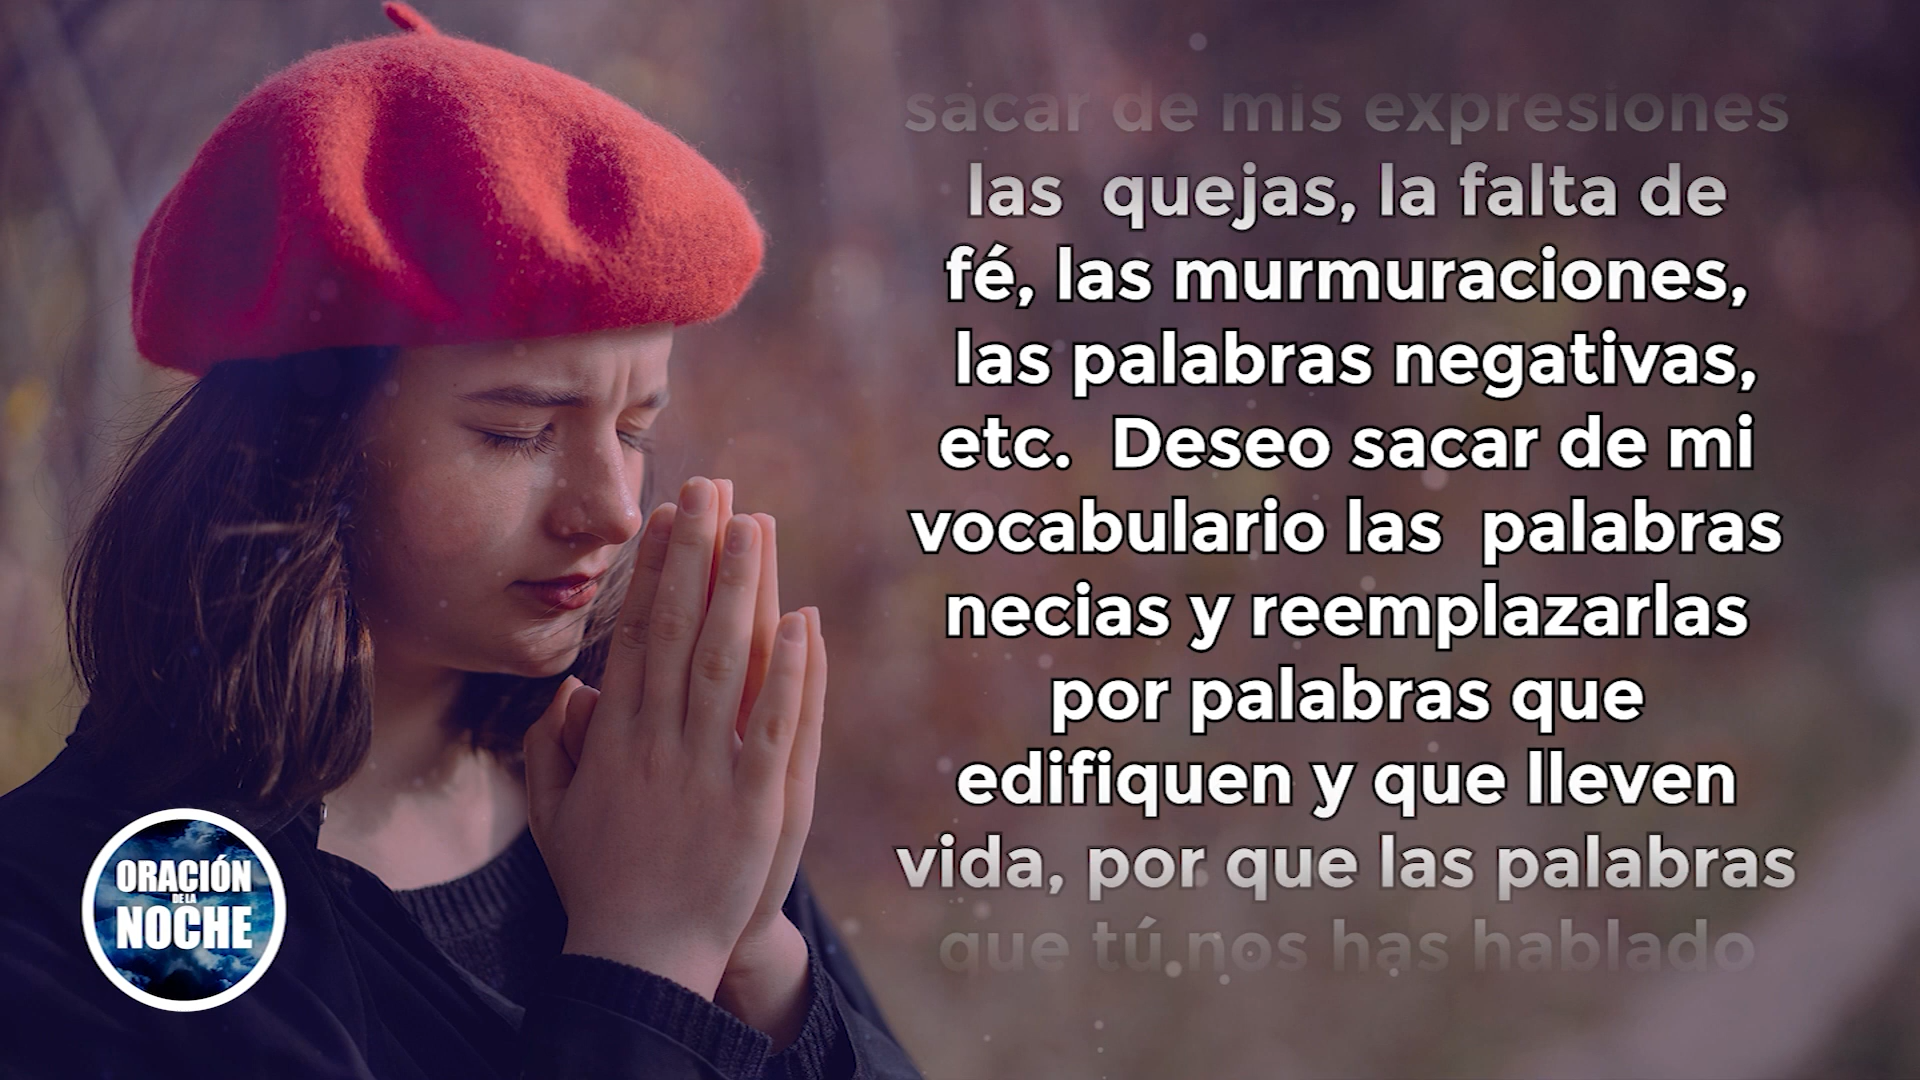 sacar de mis expresiones
las quejas, la falta de
fé, las murmuraciones,
las palabras negativas,
etc. Deseo sacar de mi
vocabulario las palabras
necias y reemplazarlas
por palabras que
edifiquen y que lleven
vida, por que las palabras
que tú nos has hablado
ORACIÓN
DE LA
NOCHE